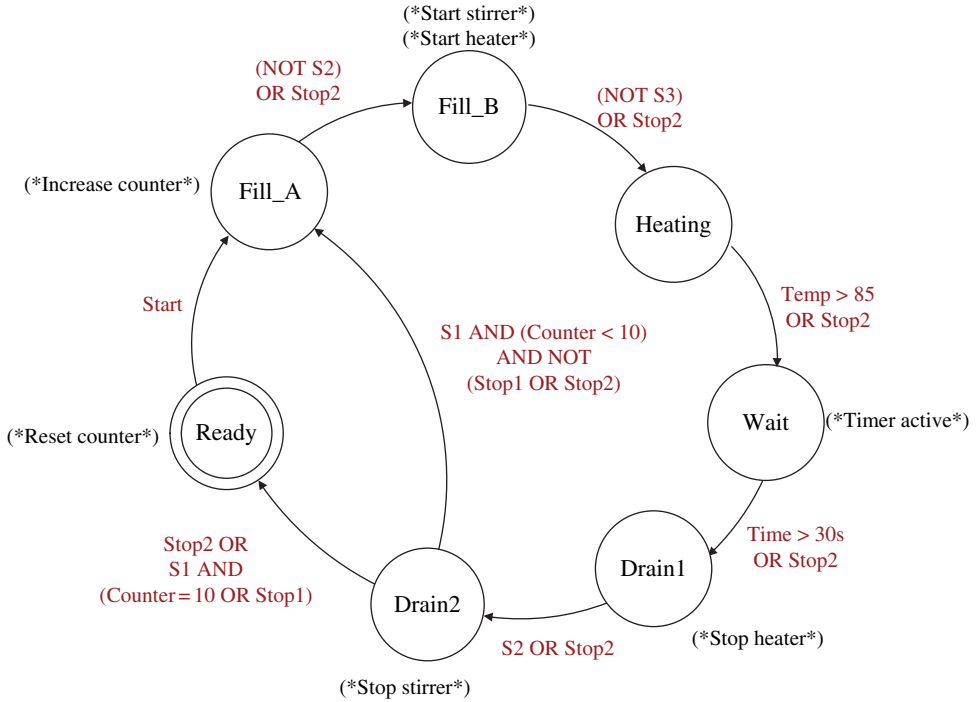 (*Start stirrer*)
(*Start heater*)
(NOT S2)
OR Stop2
Fill_B
(NOT S3)
OR Stop2
(*Increase counter*)
Fill_A
Heating
Start
Temp > 85
OR Stop2
S1 AND (Counter < 10)
AND NOT
(Stop1 OR Stop2)
(*Reset counter*)
Ready
Wait
(*Timer active*)
Stop2 OR
S1 AND
(Counter = 10 OR Stop1)
Time > 30s
OR Stop2
Drain1
Drain2
S2 OR Stop2
(*Stop heater*)
(*Stop stirrer*)